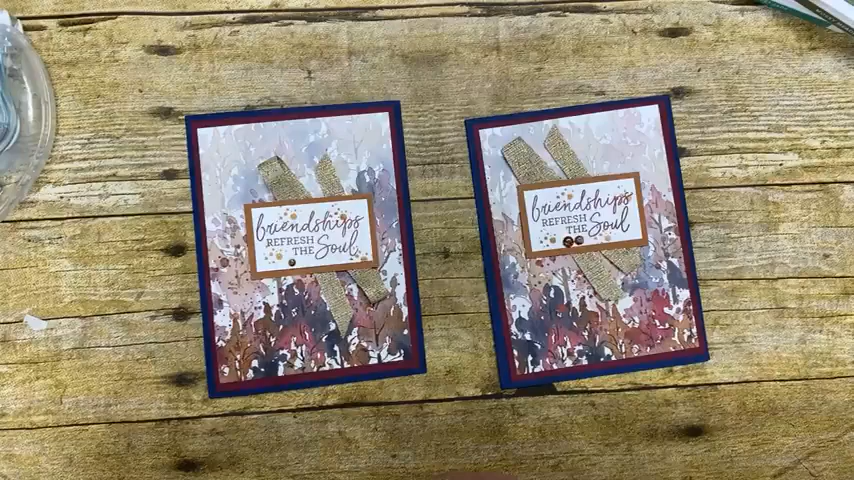 friendships
REFRESH
THE Soul
friendships
REFRESH
THE Soul